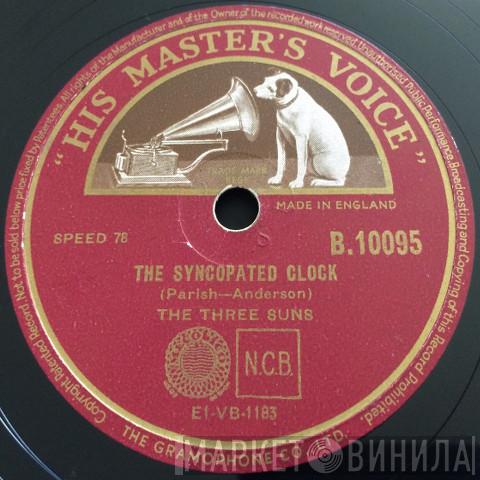 "HIS MASTER'S VOICE"
TRADE MARK
MADE IN ENGLAND
SPEED 78
B.10095
THE SYNCOPATED CLOCK
(Parish—Anderson)
THE THREE SUNS
N.C.B.
E1-VB-1183
Copyright. Patented Record. Not to be sold below price fixed by Patentees. All rights of the Manufacturer and of the Owner of the recorded work reserved. Unauthorised Public Performance, Broadcasting and Copying of this Record Prohibited.
THE GRAMOPHONE CO. LTD.
МАРКЕТ ВИНИЛА